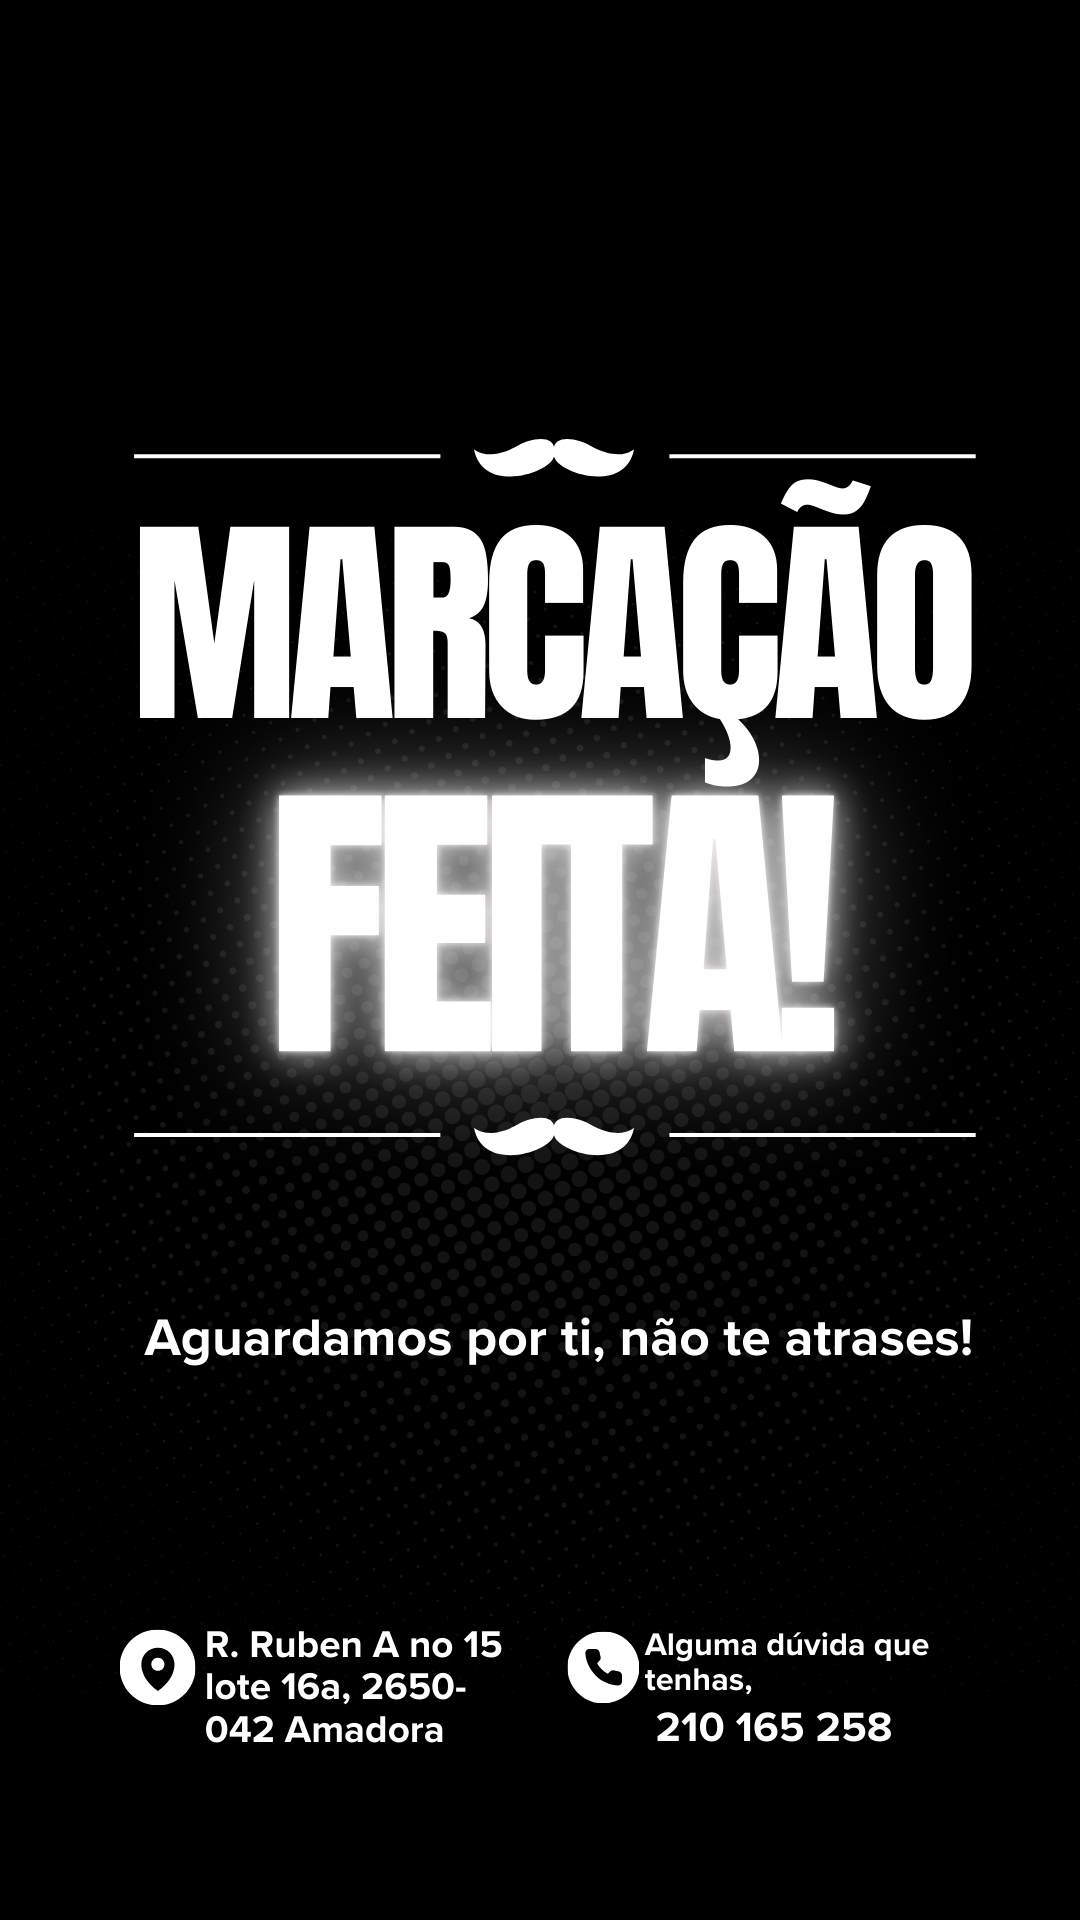 MARCAÇÃO
FEITA!
Aguardamos por ti, não te atrases!
R. Ruben A no 15
lote 16a, 2650-
042 Amadora
Alguma dúvida que
tenhas,
210 165 258